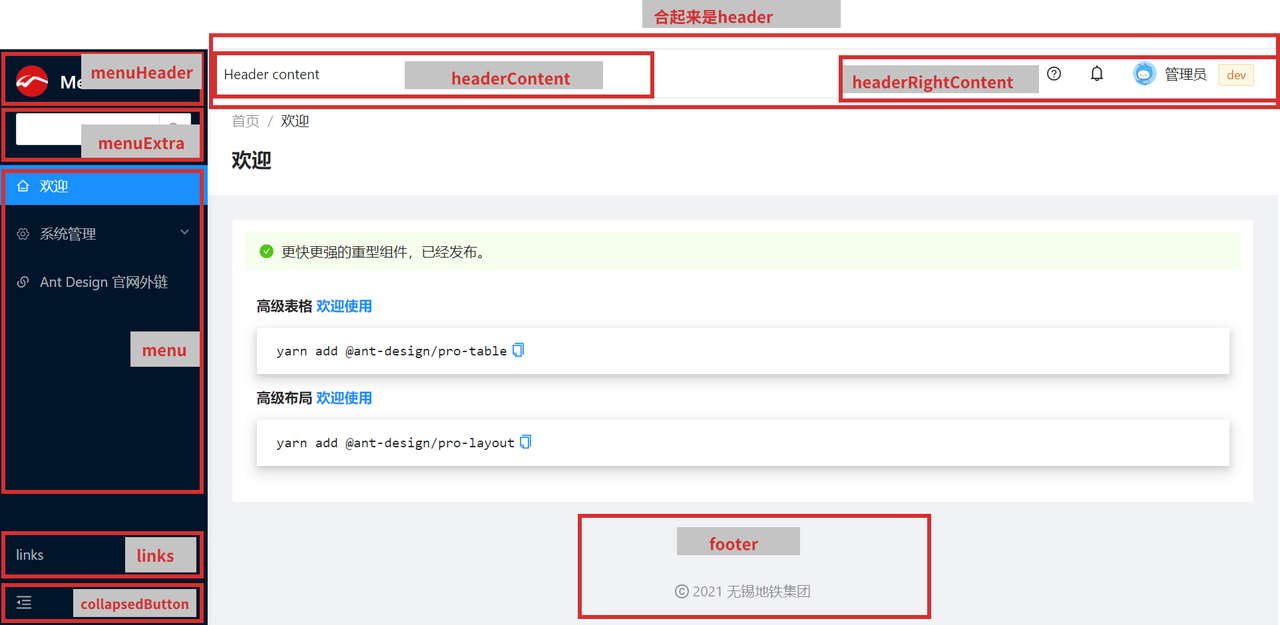 合起来是header
menuHeader
Me
Header content
headerContent
headerRightContent
管理员
dev
menuExtra
首页 / 欢迎
欢迎
欢迎
系统管理
Ant Design 官网外链
menu
更快更强的重型组件，已经发布。
高级表格 欢迎使用
yarn add @ant-design/pro-table
高级布局 欢迎使用
yarn add @ant-design/pro-layout
links
links
collapsedButton
footer
© 2021 无锡地铁集团